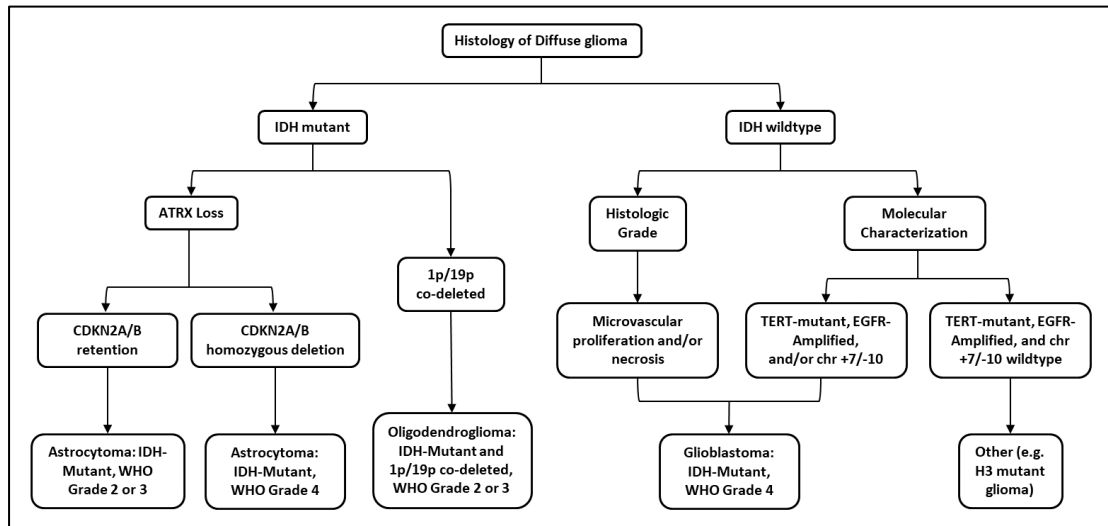 Histology of Diffuse glioma
IDH mutant
IDH wildtype
ATRX Loss
Histologic
Grade
Molecular
Characterization
1p/19p
co-deleted
CDKN2A/B
retention
CDKN2A/B
homozygous deletion
Microvascular
proliferation and/or
necrosis
TERT-mutant, EGFR-
Amplified,
and/or chr +7/-10
TERT-mutant, EGFR-
Amplified, and chr
+7/-10 wildtype
Astrocytoma: IDH-
Mutant, WHO
Grade 2 or 3
Astrocytoma:
IDH-Mutant,
WHO Grade 4
Oligodendroglioma:
IDH-Mutant and
1p/19p co-deleted,
WHO Grade 2 or 3
Glioblastoma:
IDH-Mutant,
WHO Grade 4
Other (e.g.
H3 mutant
glioma)